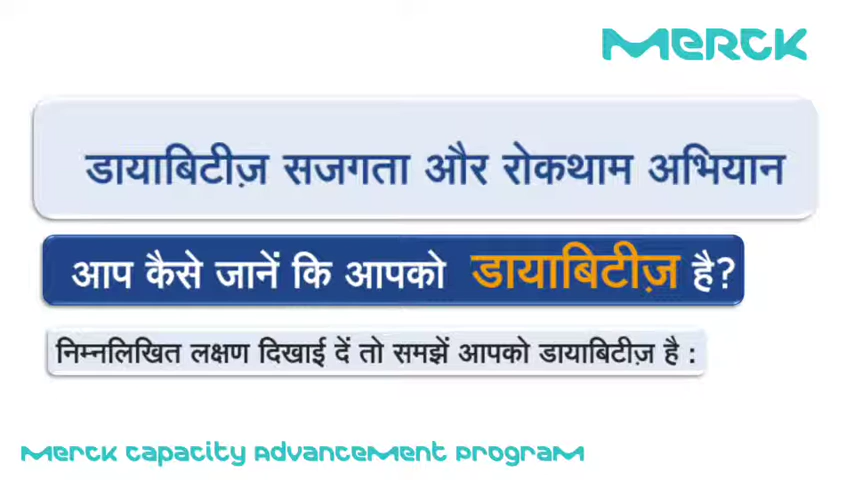 MERCK
डायाबिटीज़ सजगता और रोकथाम अभियान
आप कैसे जानें कि आपको डायाबिटीज़ है?
निम्नलिखित लक्षण दिखाई दें तो समझें आपको डायाबिटीज़ है :
Merck Capacity Advancement Program